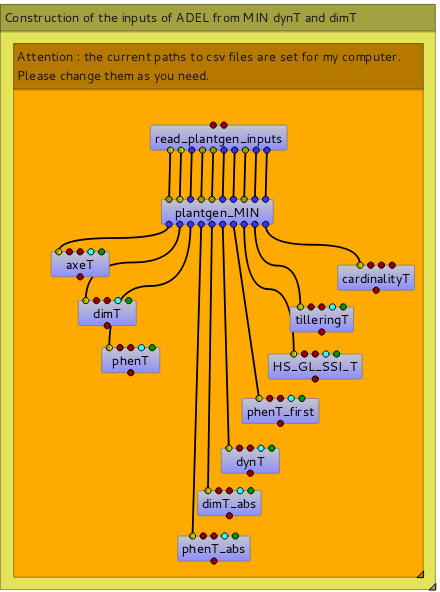 Construction of the inputs of ADEL from MIN dynT and dimT
Attention : the current paths to csv files are set for my computer.
Please change them as you need.
read_plantgen_inputs
plantgen_MIN
axeT
cardinalityT
dimT
tilleringT
phenT
HS_GL_SSI_T
phenT_first
dynT
dimT_abs
phenT_abs